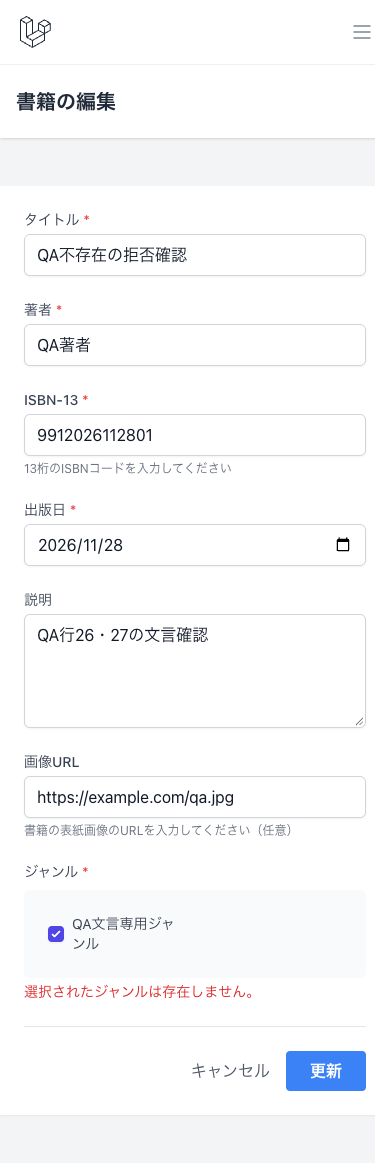 書籍の編集
タイトル *
QA不存在の拒否確認
著者 *
QA著者
ISBN-13 *
9912026112801
13桁のISBNコードを入力してください
出版日 *
2026/11/28
説明
QA行26・27の文言確認
画像URL
https://example.com/qa.jpg
書籍の表紙画像のURLを入力してください（任意）
ジャンル *
QA文言専用ジャ
ンル
選択されたジャンルは存在しません。
キャンセル
更新